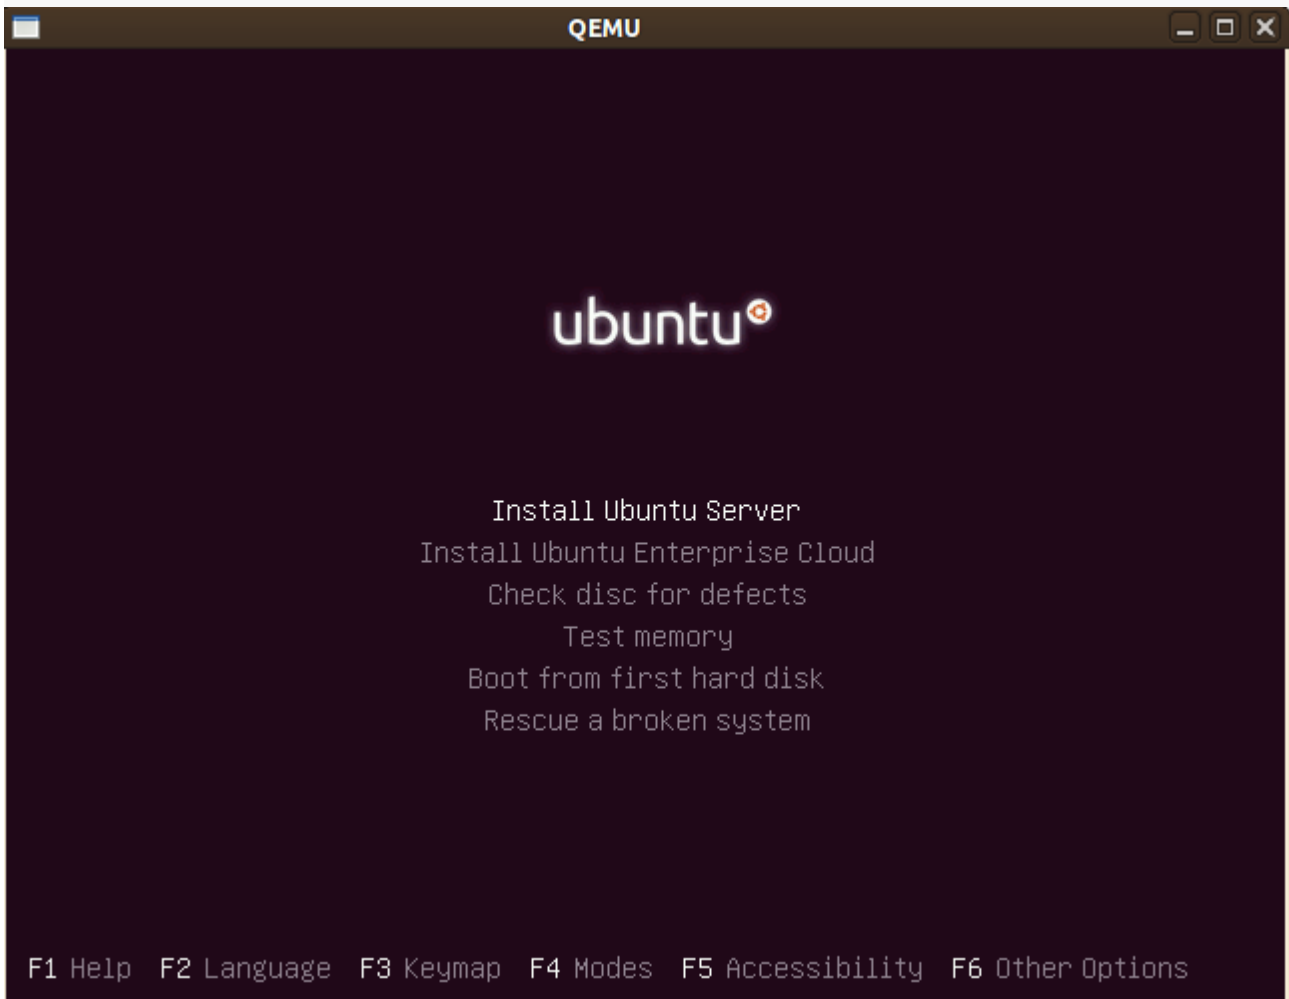 QEMU
ubuntu
Install Ubuntu Server
Install Ubuntu Enterprise Cloud
Check disc for defects
Test memory
Boot from first hard disk
Rescue a broken system
F1 Help F2 Language F3 Keymap F4 Modes F5 Accessibility F6 Other Options